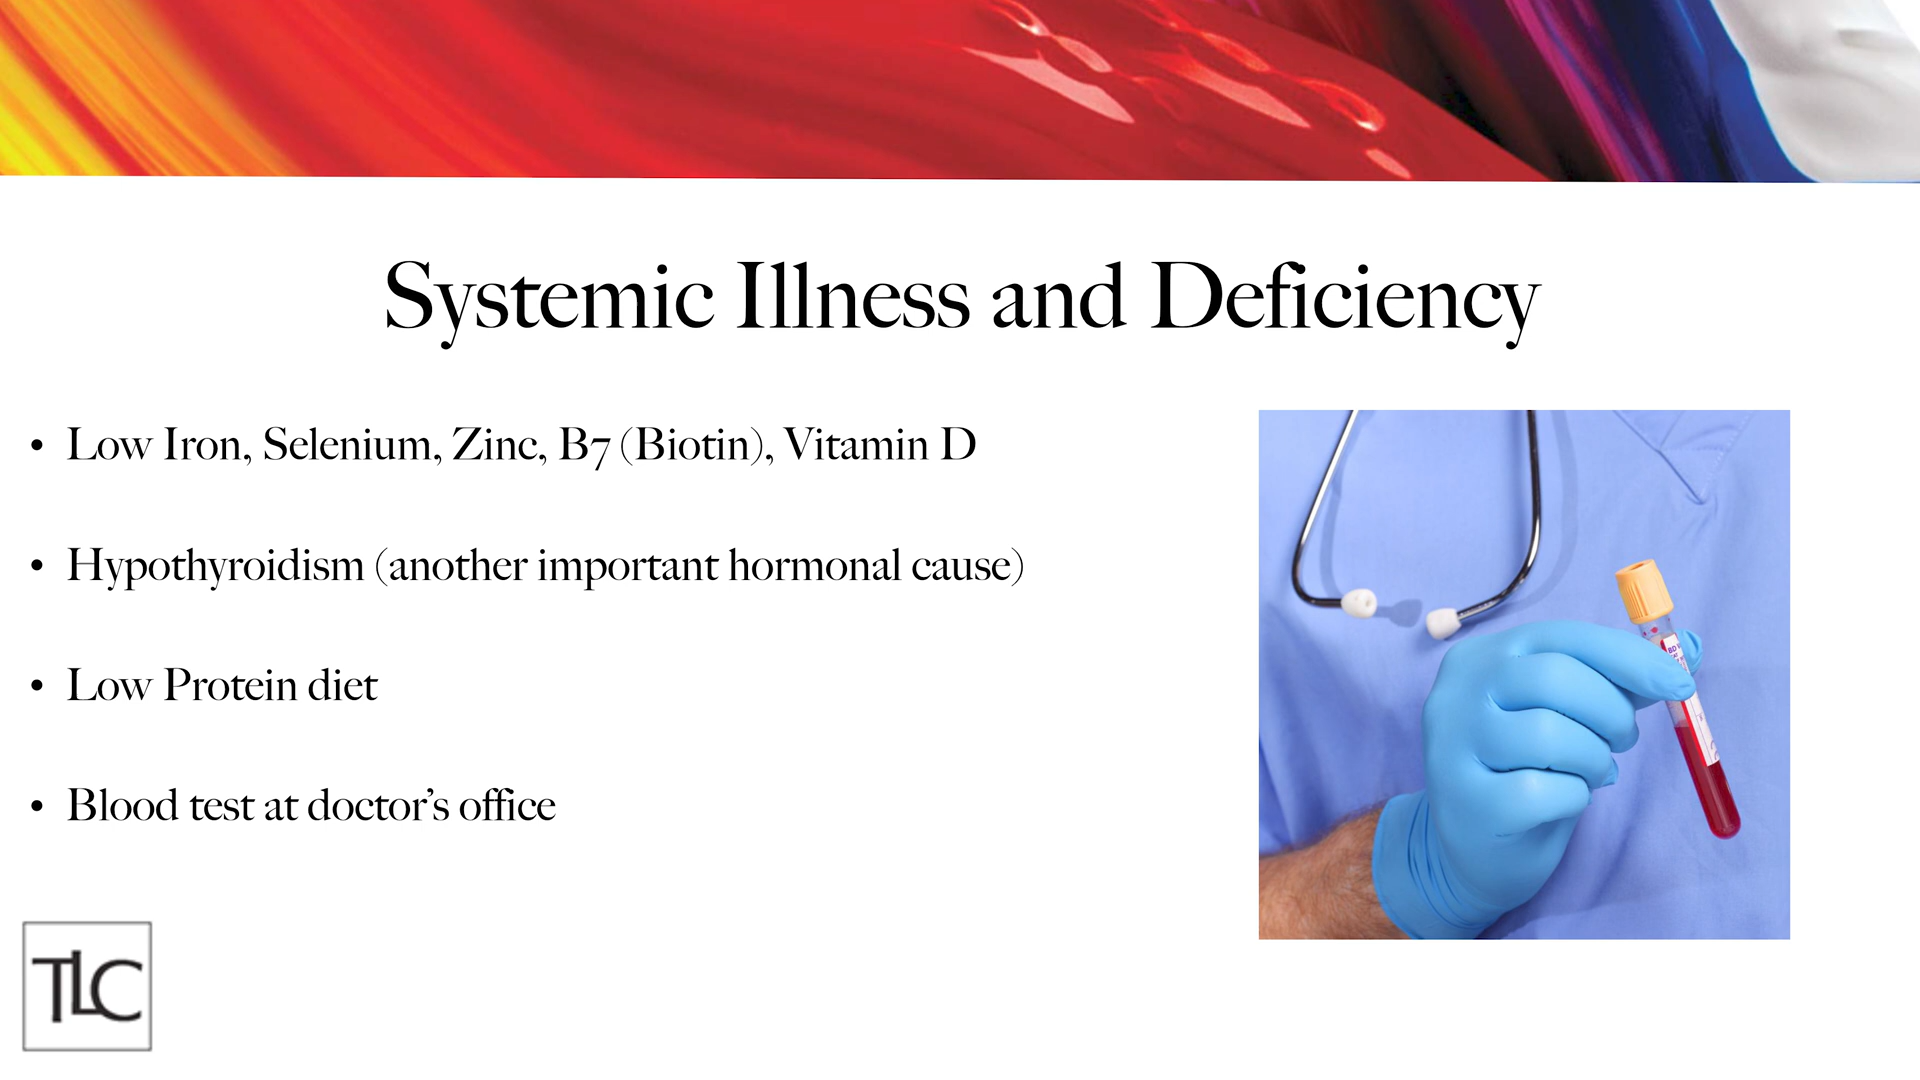 Systemic Illness and Deficiency
• Low Iron, Selenium, Zinc, B7 (Biotin), Vitamin D
• Hypothyroidism (another important hormonal cause)
• Low Protein diet
• Blood test at doctor’s office
BD
TLC